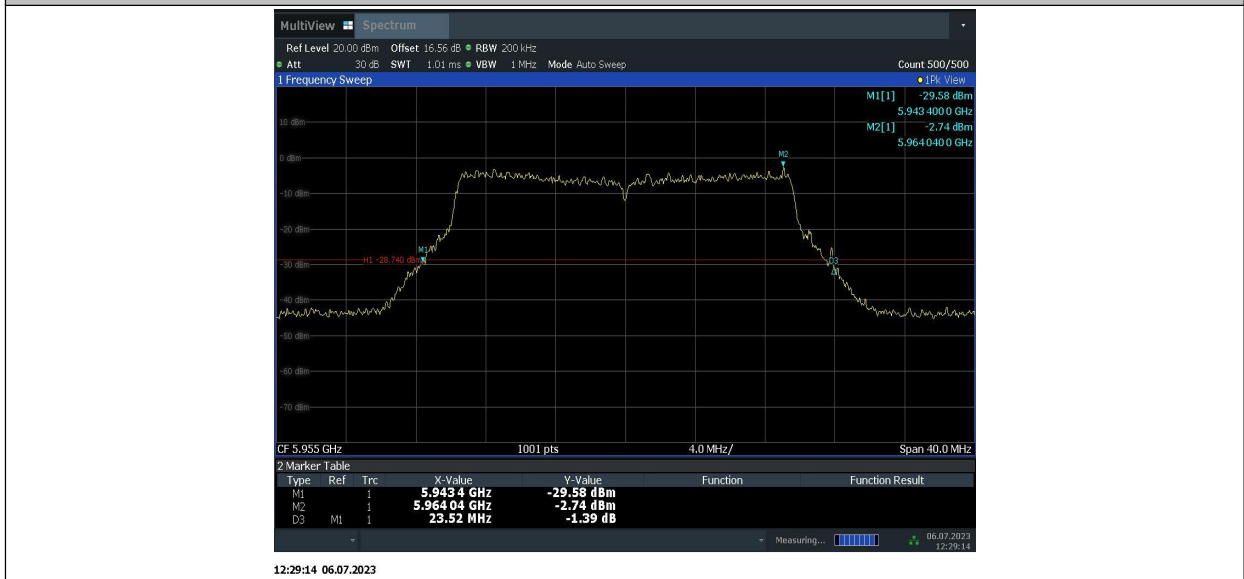 MultiView Spectrum
Ref Level 20.00 dBm Offset 16.56 dB RBW 200 kHz
Att 30 dB SWT 1.01 ms VBW 1 MHz Mode Auto Sweep Count 500/500
1 Frequency Sweep 1Pk View
M1[1] -29.58 dBm
5.943 400 0 GHz
10 dBm
M2[1] -2.74 dBm
5.964 040 0 GHz
M2
0 dBm
-10 dBm
-20 dBm
M1
H1 -28.740 dBm
D3
-30 dBm
-40 dBm
-50 dBm
-60 dBm
-70 dBm
CF 5.955 GHz 1001 pts 4.0 MHz/ Span 40.0 MHz
2 Marker Table
Type Ref Trc X-Value Y-Value Function Function Result
M1 1 5.943 4 GHz -29.58 dBm
M2 1 5.964 04 GHz -2.74 dBm
D3 M1 1 23.52 MHz -1.39 dB
Measuring... 06.07.2023
12:29:14
12:29:14 06.07.2023